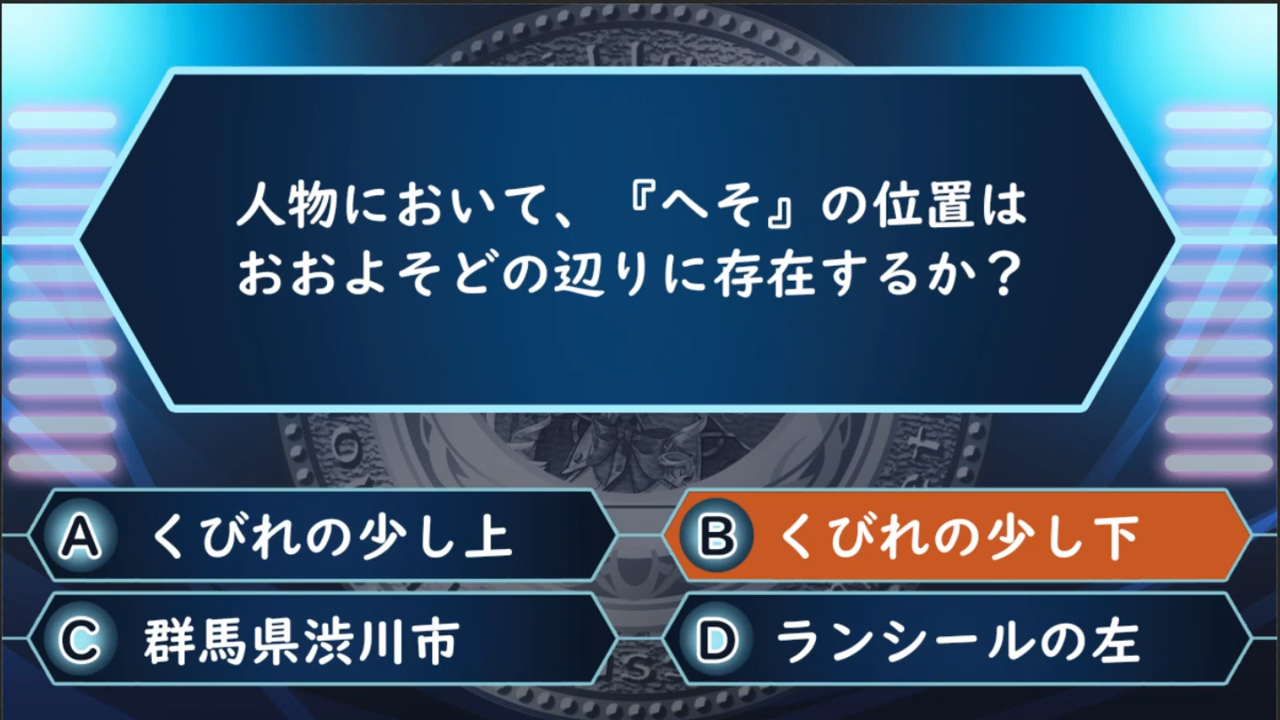 人物において、『へそ』の位置は
おおよそどの辺りに存在するか？
A くびれの少し上
B くびれの少し下
C 群馬県渋川市
D ランシールの左